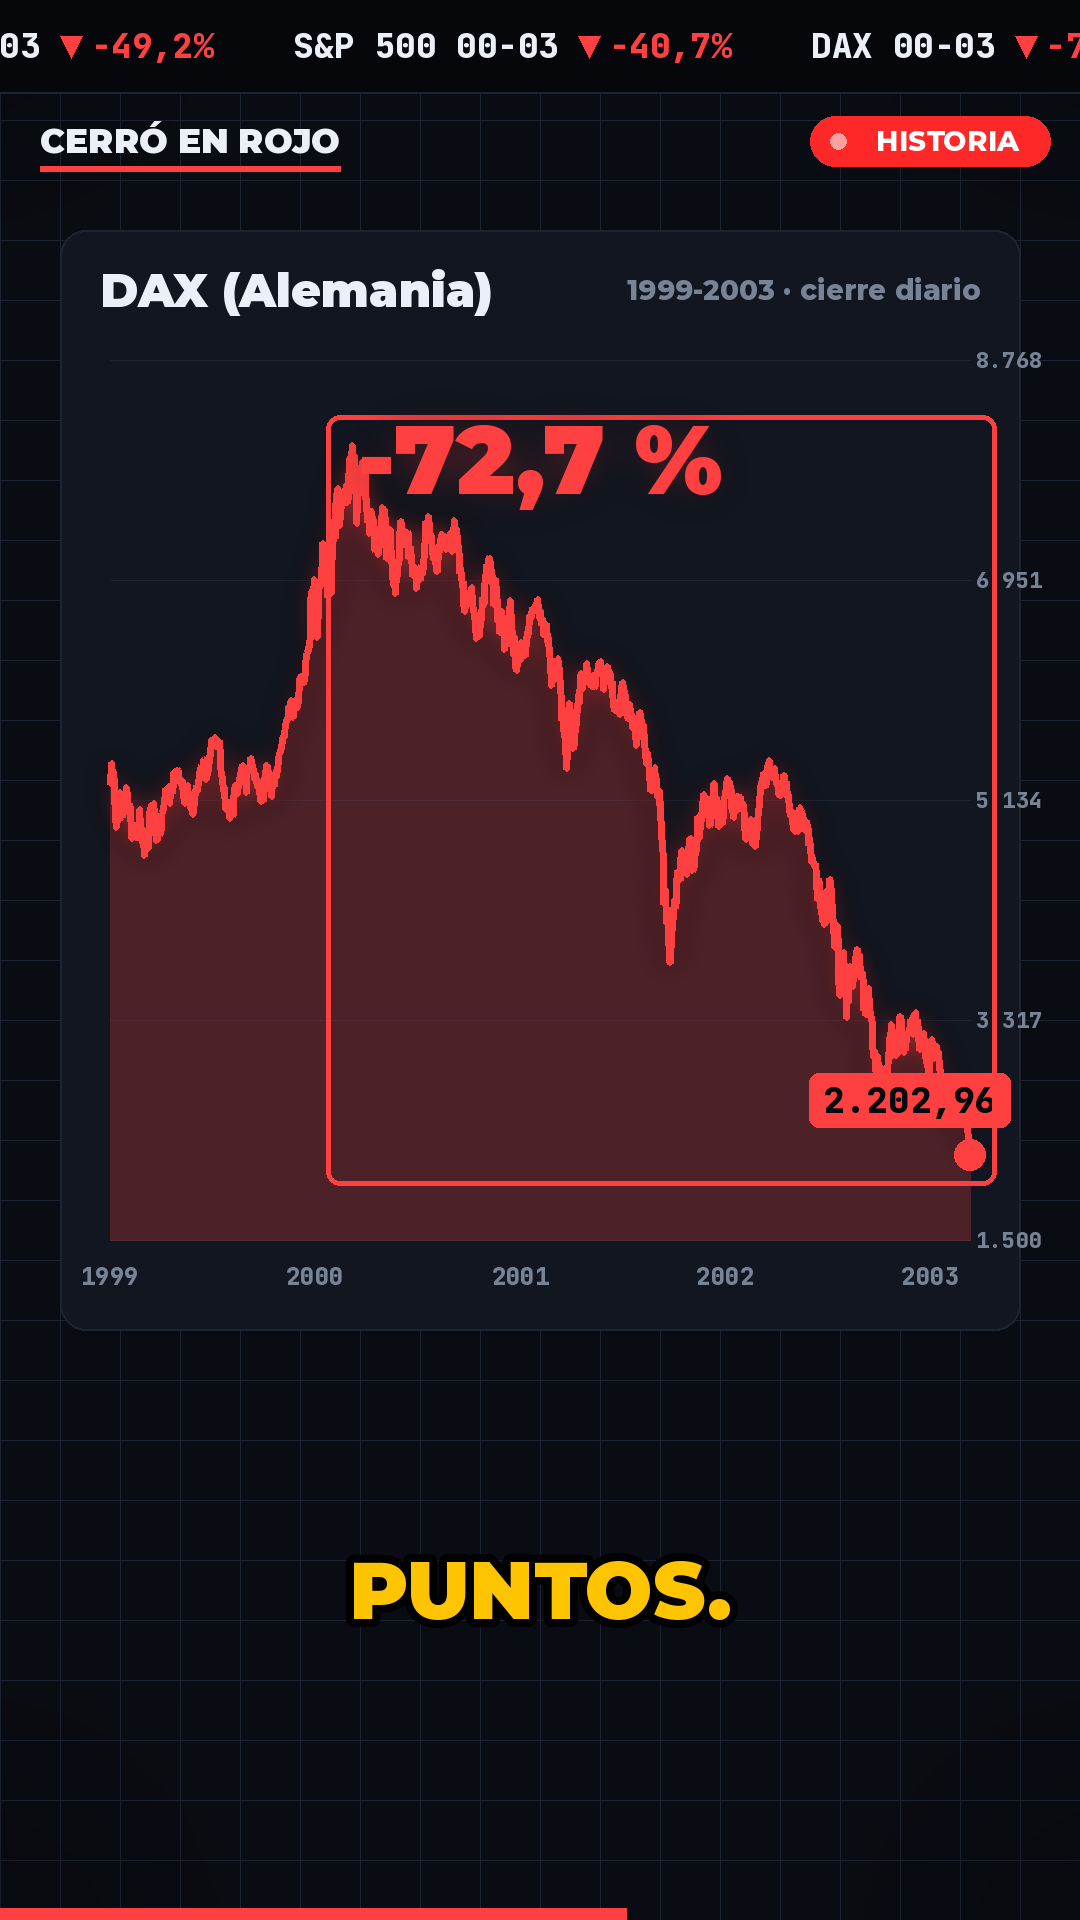 03 ▼ -49,2% S&P 500 00-03 ▼ -40,7% DAX 00-03 ▼ -7
CERRÓ EN ROJO
HISTORIA
DAX (Alemania)
1999-2003 · cierre diario
8.768
-72,7 %
6 951
5 134
3 317
2.202,96
1.500
1999 2000 2001 2002 2003
PUNTOS.